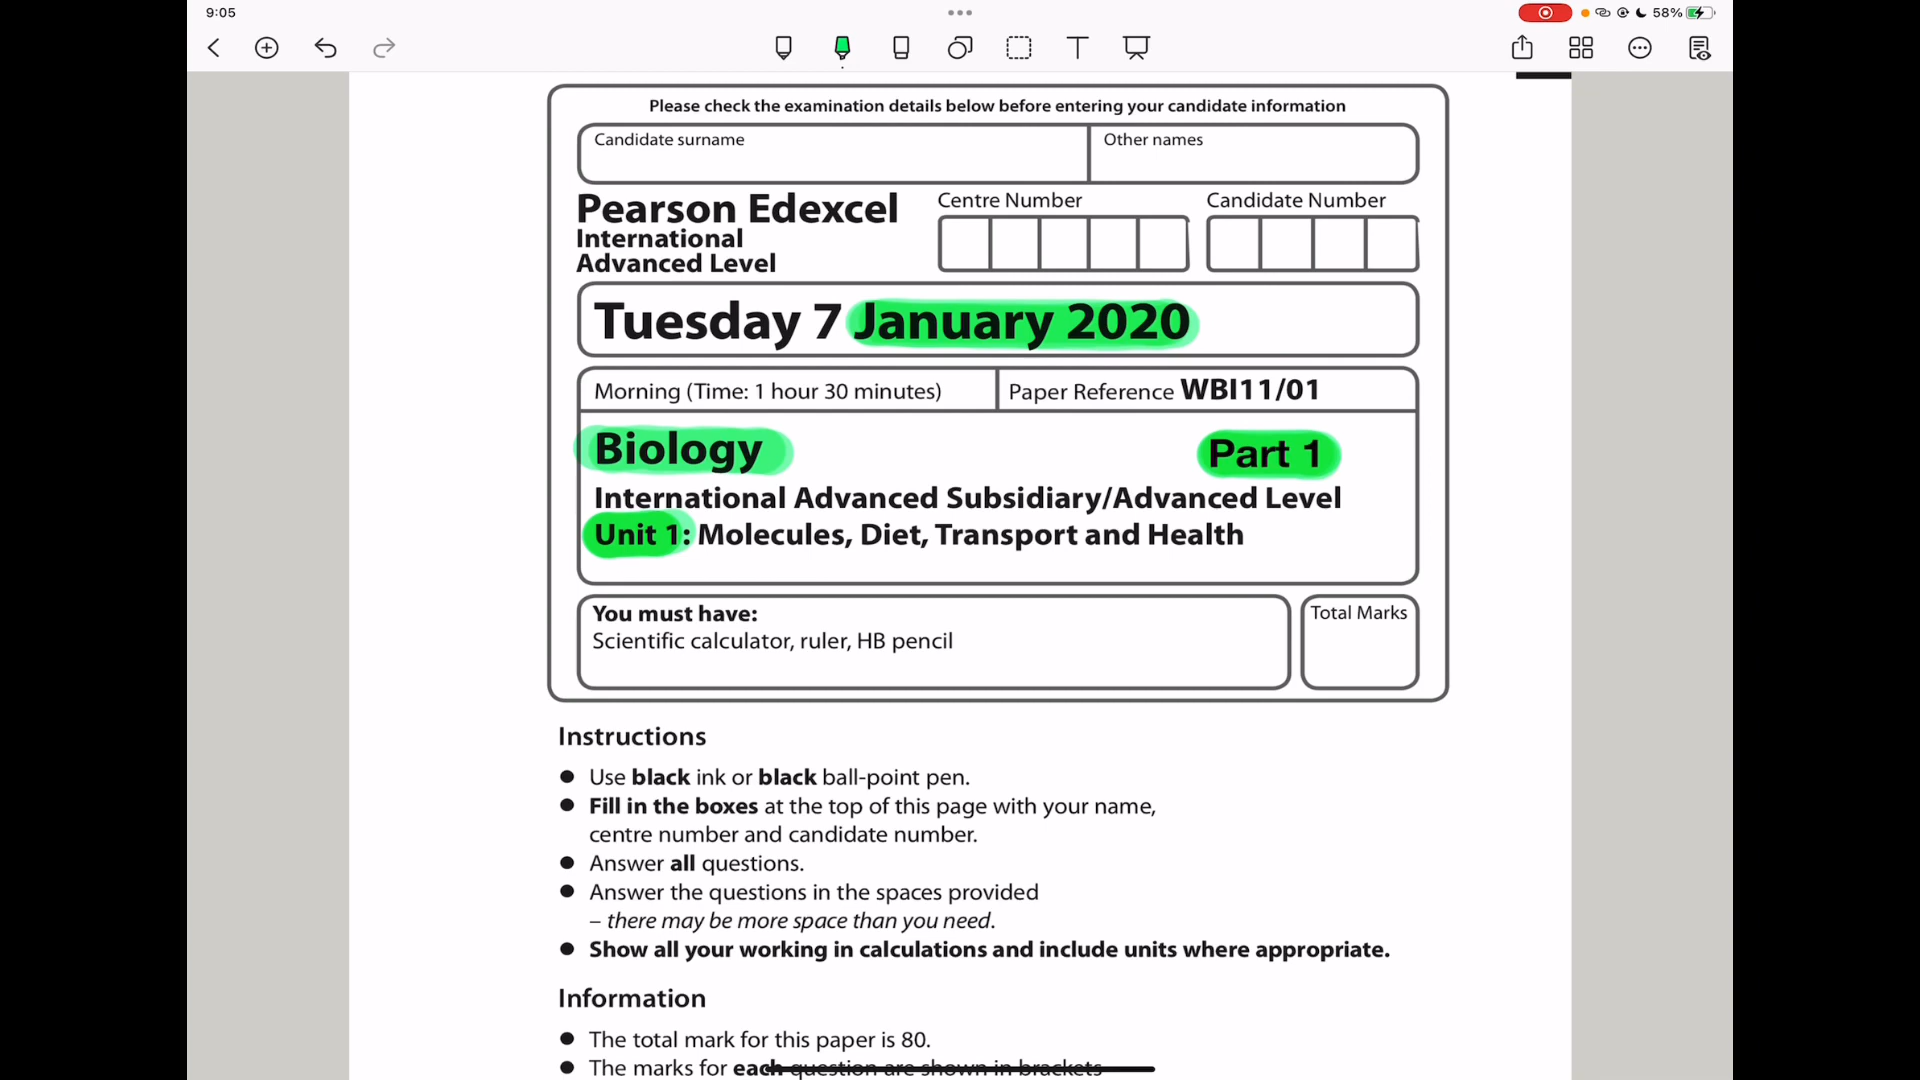 9:05
58%
Please check the examination details below before entering your candidate information
Candidate surname
Other names
Pearson Edexcel
International
Advanced Level
Centre Number
Candidate Number
Tuesday 7 January 2020
Morning (Time: 1 hour 30 minutes)
Paper Reference WBI11/01
Biology
Part 1
International Advanced Subsidiary/Advanced Level
Unit 1: Molecules, Diet, Transport and Health
You must have:
Scientific calculator, ruler, HB pencil
Total Marks
Instructions
● Use black ink or black ball-point pen.
● Fill in the boxes at the top of this page with your name,
centre number and candidate number.
● Answer all questions.
● Answer the questions in the spaces provided
– there may be more space than you need.
● Show all your working in calculations and include units where appropriate.
Information
● The total mark for this paper is 80.
● The marks for each question are shown in brackets